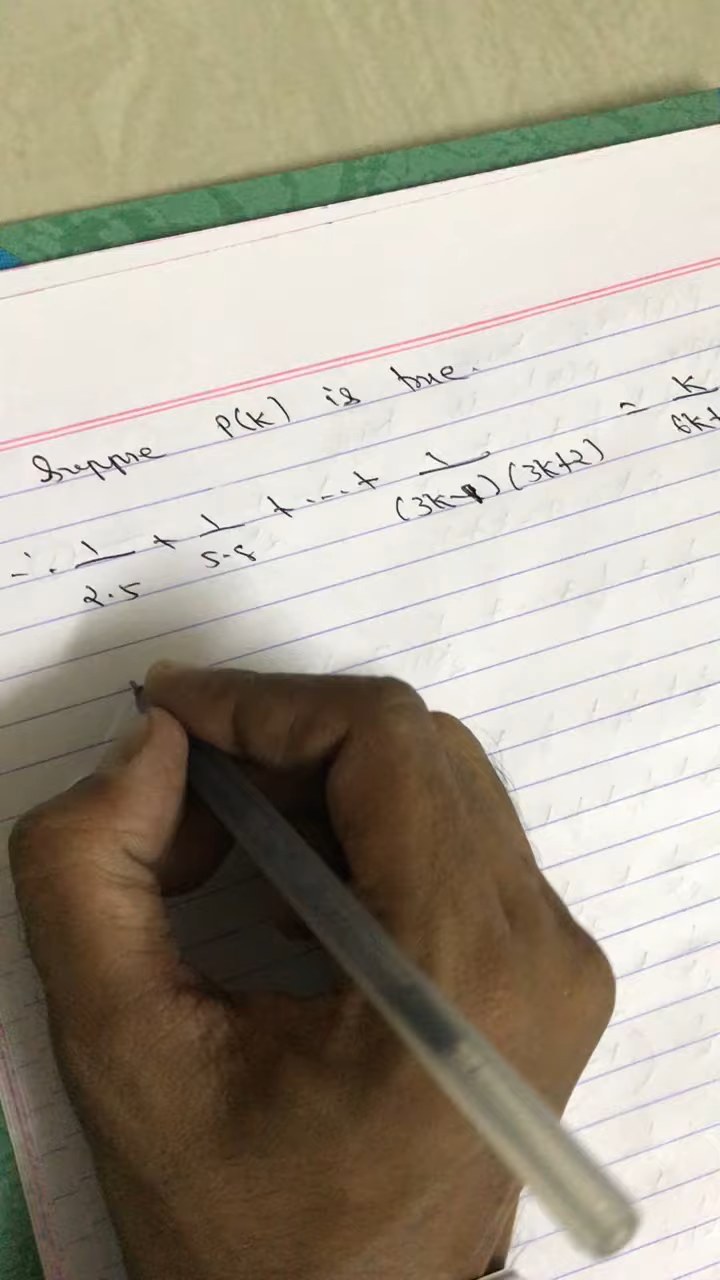 Suppose P(K) is true.
∴ 1/2.5 + 1/5.8 + ... + 1/(3K-1)(3K+2) = K/6K+